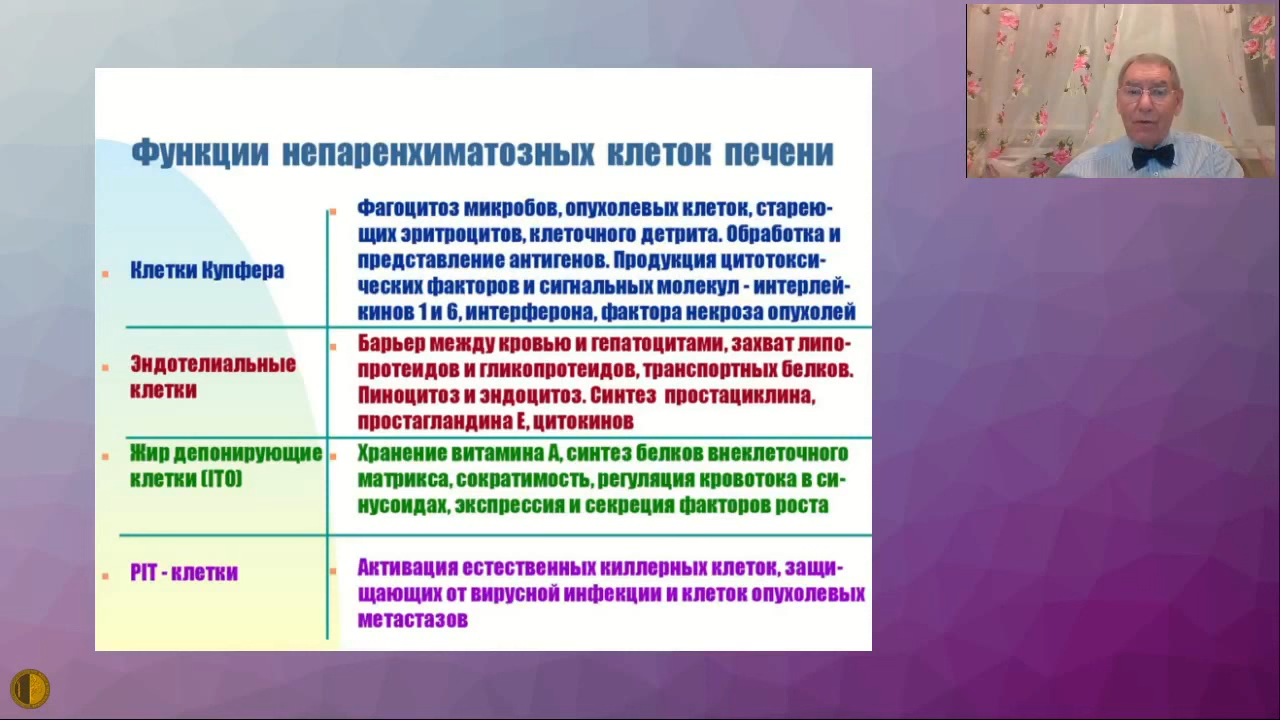 Функции непаренхиматозных клеток печени
Клетки Купфера
Фагоцитоз микробов, опухолевых клеток, старею-
щих эритроцитов, клеточного детрита. Обработка и
представление антигенов. Продукция цитотокси-
ческих факторов и сигнальных молекул - интерлей-
кинов 1 и 6, интерферона, фактора некроза опухолей
Эндотелиальные
клетки
Барьер между кровью и гепатоцитами, захват липо-
протеидов и гликопротеидов, транспортных белков.
Пиноцитоз и эндоцитоз. Синтез простациклина,
простагландина Е, цитокинов
Жир депонирующие
клетки (ITO)
Хранение витамина А, синтез белков внеклеточного
матрикса, сократимость, регуляция кровотока в си-
нусоидах, экспрессия и секреция факторов роста
PIT - клетки
Активация естественных киллерных клеток, защи-
щающих от вирусной инфекции и клеток опухолевых
метастазов